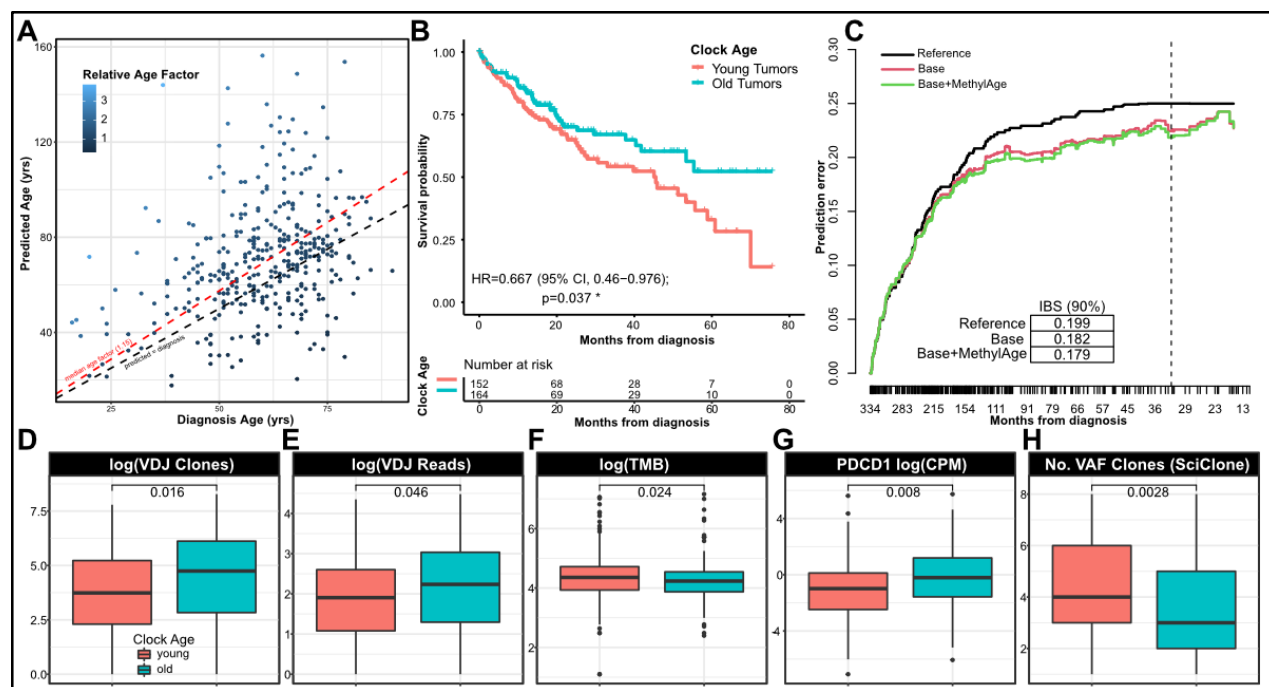 A
Relative Age Factor
3
2
1
160
120
80
40
Predicted Age (yrs)
median age factor (1.15)
predicted = diagnosis
25 50 75
Diagnosis Age (yrs)
B
Clock Age
Young Tumors
Old Tumors
1.00
0.75
0.50
0.25
0.00
Survival probability
HR=0.667 (95% CI, 0.46−0.976);
p=0.037 *
0 20 40 60 80
Months from diagnosis
Number at risk
Clock Age
152 68 28 7 0
164 69 29 10 0
0 20 40 60 80
Months from diagnosis
C
Reference
Base
Base+MethylAge
0.30
0.25
0.20
0.15
0.10
0.05
0.00
Prediction error
IBS (90%)
Reference 0.199
Base 0.182
Base+MethylAge 0.179
334 283 215 154 111 91 79 66 57 45 36 29 23 13
Months from diagnosis
D
log(VDJ Clones)
0.016
7.5
5.0
2.5
0.0
Clock Age
young
old
E
log(VDJ Reads)
0.046
4
3
2
1
0
F
log(TMB)
0.024
6
4
2
G
PDCD1 log(CPM)
0.008
4
0
-4
H
No. VAF Clones (SciClone)
0.0028
8
6
4
2